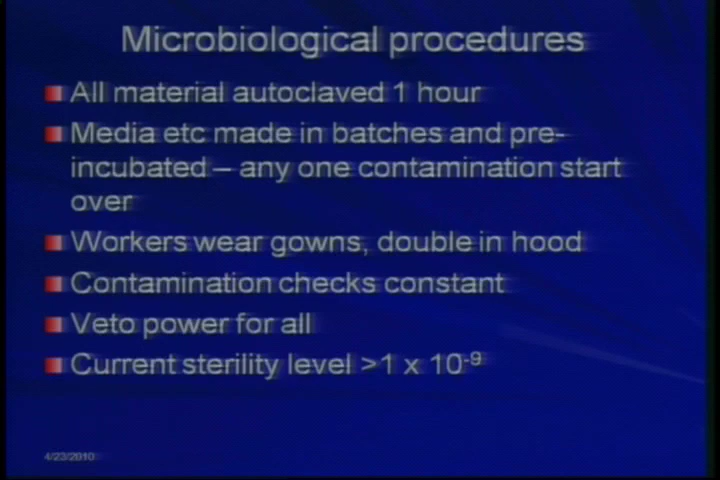 Microbiological procedures
All material autoclaved 1 hour
Media etc made in batches and pre-
incubated – any one contamination start
over
Workers wear gowns, double in hood
Contamination checks constant
Veto power for all
Current sterility level >1 x 10⁻⁹
4/23/2010